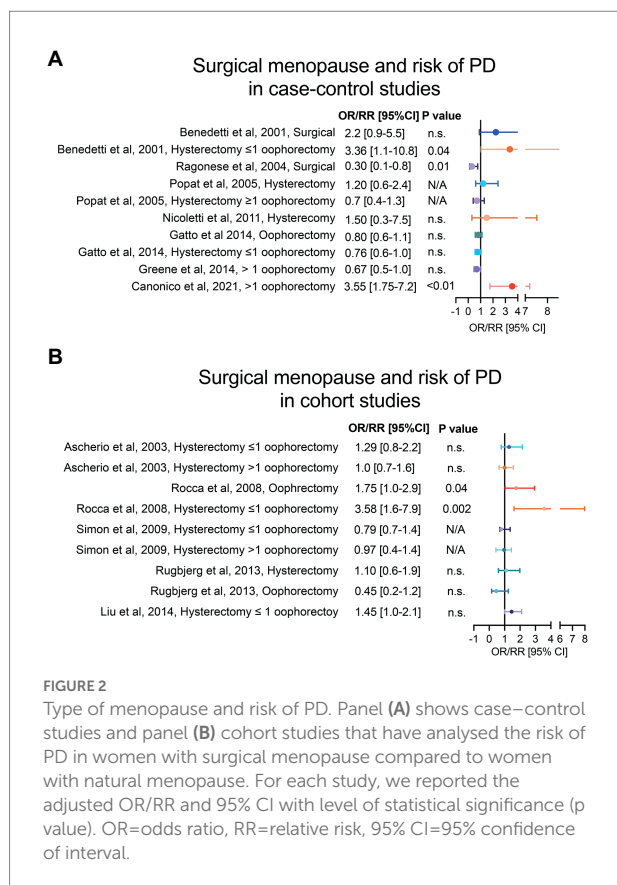 A
Surgical menopause and risk of PD
in case-control studies
OR/RR [95%CI] P value
Benedetti et al, 2001, Surgical 2.2 [0.9-5.5] n.s.
Benedetti et al, 2001, Hysterectomy ≤1 oophorectomy 3.36 [1.1-10.8] 0.04
Ragonese et al, 2004, Surgical 0.30 [0.1-0.8] 0.01
Popat et al, 2005, Hysterectomy 1.20 [0.6-2.4] N/A
Popat et al, 2005, Hysterectomy ≥1 oophorectomy 0.7 [0.4-1.3] N/A
Nicoletti et al, 2011, Hysterecomy 1.50 [0.3-7.5] n.s.
Gatto et al 2014, Oophorectomy 0.80 [0.6-1.1] n.s.
Gatto et al, 2014, Hysterectomy ≤1 oophorectomy 0.76 [0.6-1.0] n.s.
Greene et al, 2014, > 1 oophorectomy 0.67 [0.5-1.0] n.s.
Canonico et al, 2021, >1 oophorectomy 3.55 [1.75-7.2] <0.01
-1 0 1 2 3 4 7 8
OR/RR [95% CI]
B
Surgical menopause and risk of PD
in cohort studies
OR/RR [95%CI] P value
Ascherio et al, 2003, Hysterectomy ≤1 oophorectomy 1.29 [0.8-2.2] n.s.
Ascherio et al, 2003, Hysterectomy >1 oophorectomy 1.0 [0.7-1.6] n.s.
Rocca et al, 2008, Oophrectomy 1.75 [1.0-2.9] 0.04
Rocca et al, 2008, Hysterectomy ≤1 oophorectomy 3.58 [1.6-7.9] 0.002
Simon et al, 2009, Hysterectomy ≤1 oophorectomy 0.79 [0.7-1.4] N/A
Simon et al, 2009, Hysterectomy >1 oophorectomy 0.97 [0.4-1.4] N/A
Rugbjerg et al, 2013, Hysterectomy 1.10 [0.6-1.9] n.s.
Rugbjerg et al, 2013, Oophorectomy 0.45 [0.2-1.2] n.s.
Liu et al, 2014, Hysterectomy ≤ 1 oophorectoy 1.45 [1.0-2.1] n.s.
-1 0 1 2 3 4 6 7 8
OR/RR [95% CI]
FIGURE 2
Type of menopause and risk of PD. Panel (A) shows case–control
studies and panel (B) cohort studies that have analysed the risk of
PD in women with surgical menopause compared to women
with natural menopause. For each study, we reported the
adjusted OR/RR and 95% CI with level of statistical significance (p
value). OR=odds ratio, RR=relative risk, 95% CI=95% confidence
of interval.